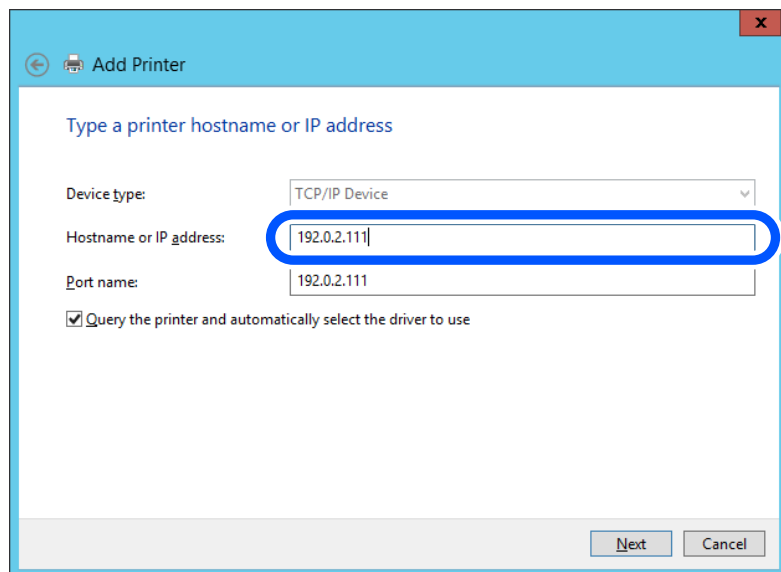 x
Add Printer
Type a printer hostname or IP address
Device type: TCP/IP Device
Hostname or IP address: 192.0.2.111
Port name: 192.0.2.111
Query the printer and automatically select the driver to use
Next Cancel